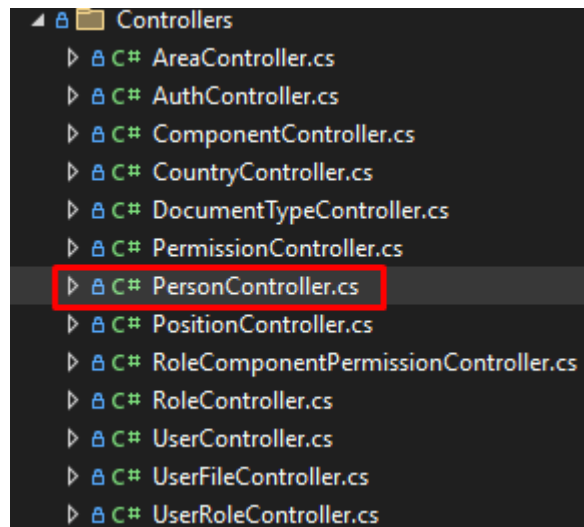 Controllers
C# AreaController.cs
C# AuthController.cs
C# ComponentController.cs
C# CountryController.cs
C# DocumentTypeController.cs
C# PermissionController.cs
C# PersonController.cs
C# PositionController.cs
C# RoleComponentPermissionController.cs
C# RoleController.cs
C# UserController.cs
C# UserFileController.cs
C# UserRoleController.cs